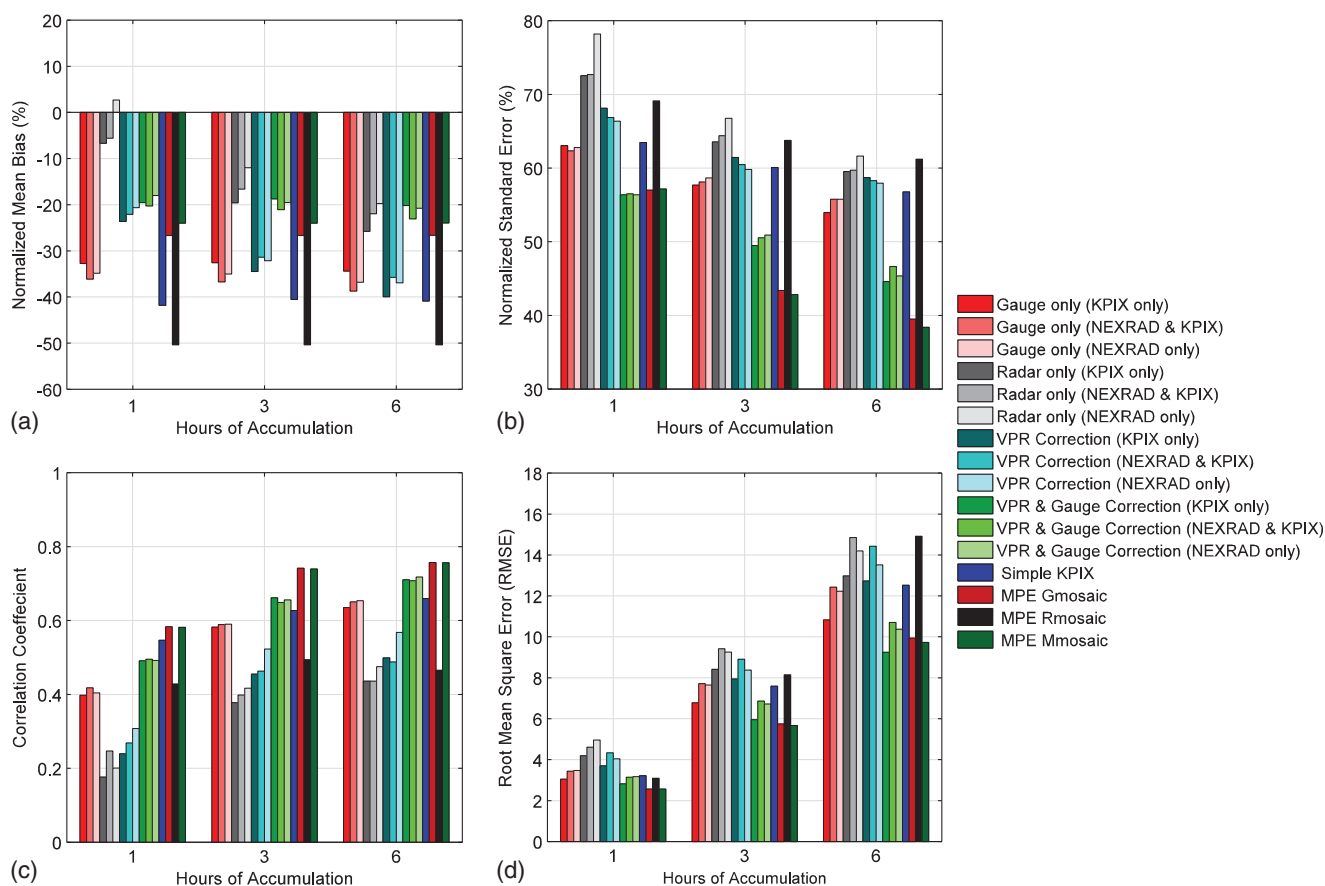 20
10
0
-10
-20
-30
-40
-50
-60
Normalized Mean Bias (%)
1
3
6
(a)
Hours of Accumulation
80
70
60
50
40
30
Normalized Standard Error (%)
1
3
6
(b)
Hours of Accumulation
1
0.8
0.6
0.4
0.2
0
Correlation Coeffecient
1
3
6
(c)
Hours of Accumulation
18
16
14
12
10
8
6
4
2
0
Root Mean Square Error (RMSE)
1
3
6
(d)
Hours of Accumulation
Gauge only (KPIX only)
Gauge only (NEXRAD & KPIX)
Gauge only (NEXRAD only)
Radar only (KPIX only)
Radar only (NEXRAD & KPIX)
Radar only (NEXRAD only)
VPR Correction (KPIX only)
VPR Correction (NEXRAD & KPIX)
VPR Correction (NEXRAD only)
VPR & Gauge Correction (KPIX only)
VPR & Gauge Correction (NEXRAD & KPIX)
VPR & Gauge Correction (NEXRAD only)
Simple KPIX
MPE Gmosaic
MPE Rmosaic
MPE Mmosaic